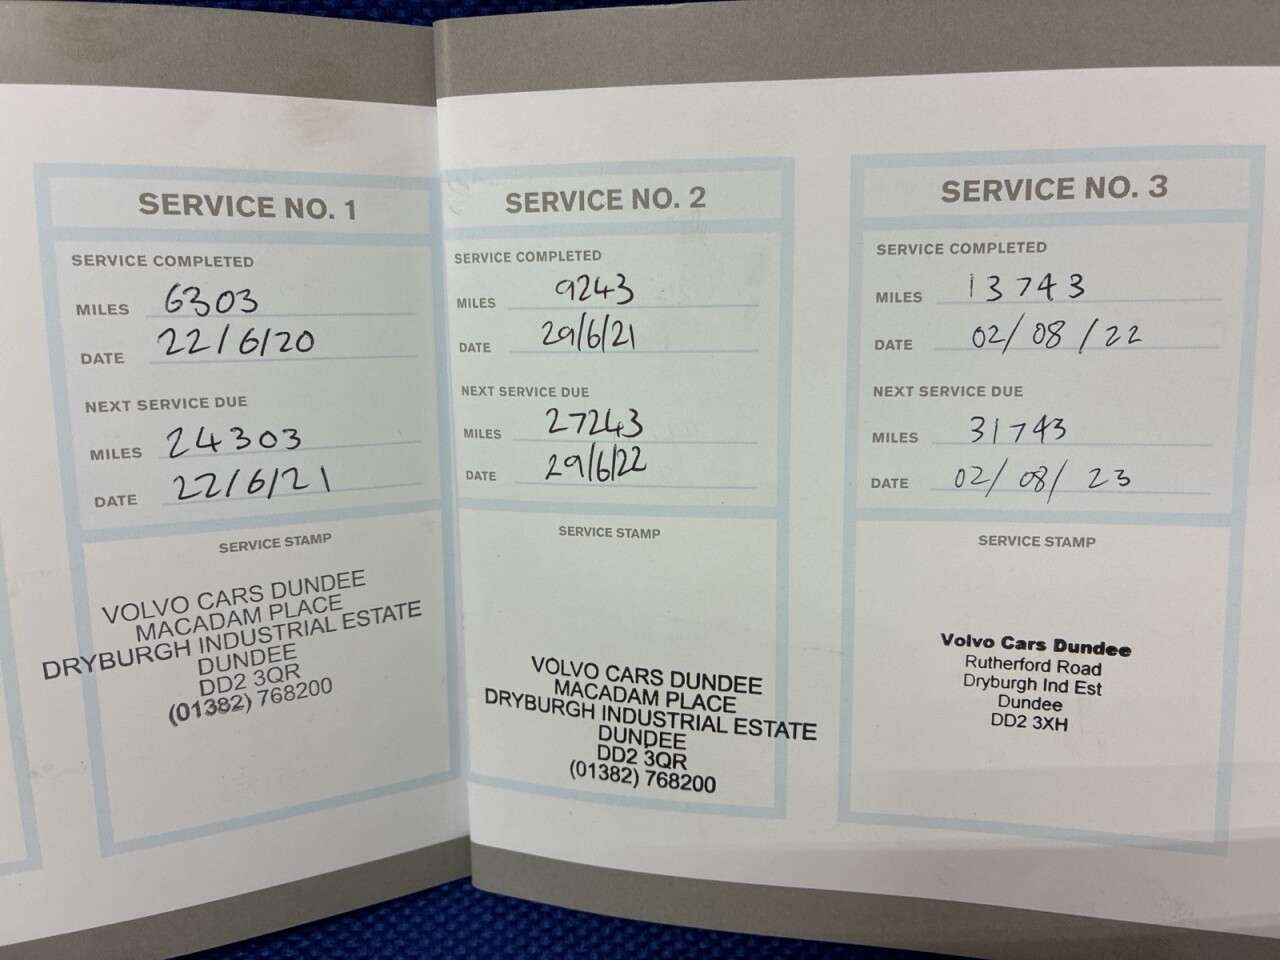 SERVICE NO. 1
SERVICE COMPLETED
MILES 6303
DATE 22/6/20
NEXT SERVICE DUE
MILES 24303
DATE 22/6/21
SERVICE STAMP
VOLVO CARS DUNDEE
MACADAM PLACE
DRYBURGH INDUSTRIAL ESTATE
DUNDEE
DD2 3QR
(01382) 768200
SERVICE NO. 2
SERVICE COMPLETED
MILES 9243
DATE 29/6/21
NEXT SERVICE DUE
MILES 27243
DATE 29/6/22
SERVICE STAMP
VOLVO CARS DUNDEE
MACADAM PLACE
DRYBURGH INDUSTRIAL ESTATE
DUNDEE
DD2 3QR
(01382) 768200
SERVICE NO. 3
SERVICE COMPLETED
MILES 13743
DATE 02/08/22
NEXT SERVICE DUE
MILES 31743
DATE 02/08/23
SERVICE STAMP
Volvo Cars Dundee
Rutherford Road
Dryburgh Ind Est
Dundee
DD2 3XH